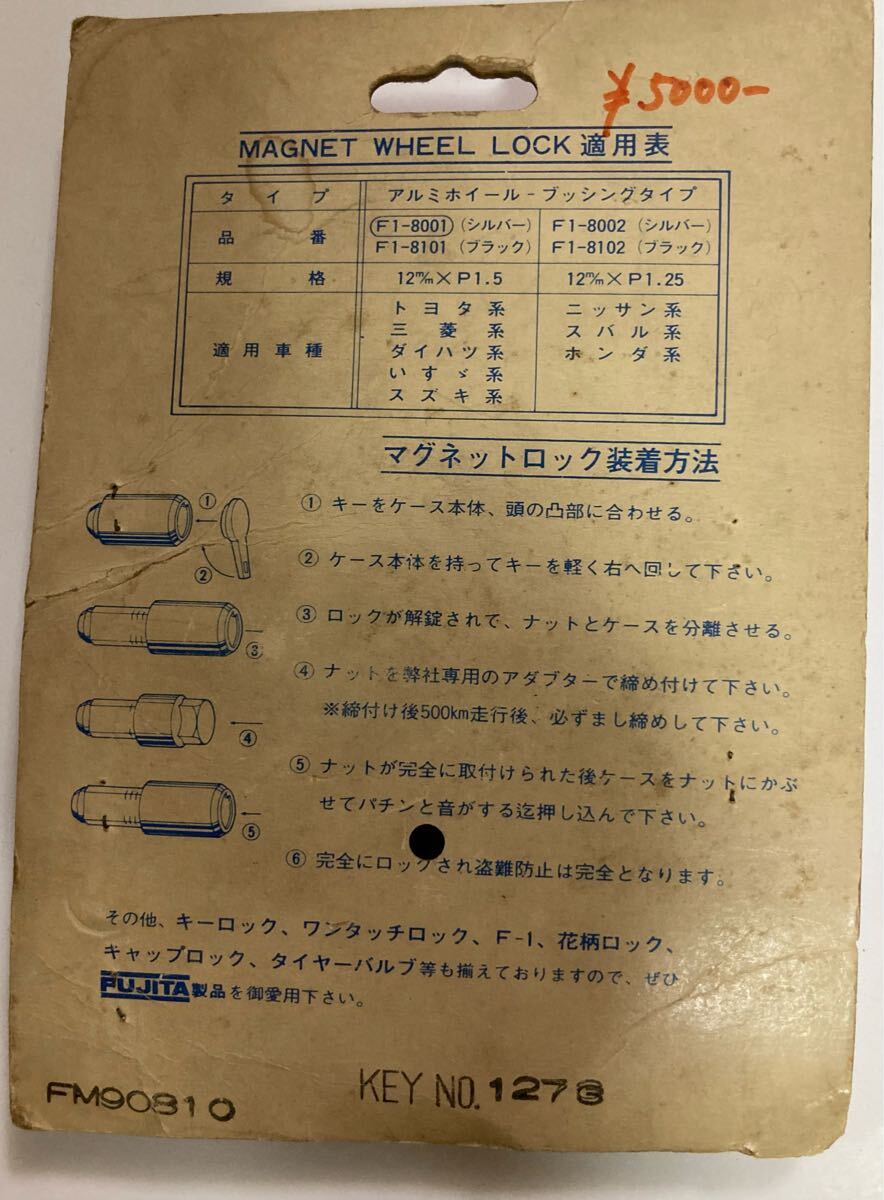 ¥5000-
MAGNET WHEEL LOCK 適用表
タイプ アルミホイール-ブッシングタイプ
品番 F1-8001 (シルバー) F1-8002 (シルバー)
F1-8101 (ブラック) F1-8102 (ブラック)
規格 12m/m×P1.5 12m/m×P1.25
適用車種 トヨタ系 ニッサン系
三菱系 スバル系
ダイハツ系 ホンダ系
いすゞ系
スズキ系
マグネットロック装着方法
① キーをケース本体、頭の凸部に合わせる。
② ケース本体を持ってキーを軽く右へ回して下さい。
③ ロックが解錠されて、ナットとケースを分離させる。
④ ナットを弊社専用のアダプターで締め付けて下さい。
※締付け後500km走行後、必ずまし締めして下さい。
⑤ ナットが完全に取付けられた後ケースをナットにかぶ
せてパチンと音がする迄押し込んで下さい。
⑥ 完全にロックされ盗難防止は完全となります。
①
②
③
④
⑤
その他、キーロック、ワンタッチロック、F-1、花柄ロック、
キャップロック、タイヤーバルブ等も揃えておりますので、ぜひ
FUJITA製品を御愛用下さい。
FM90810
KEY NO.